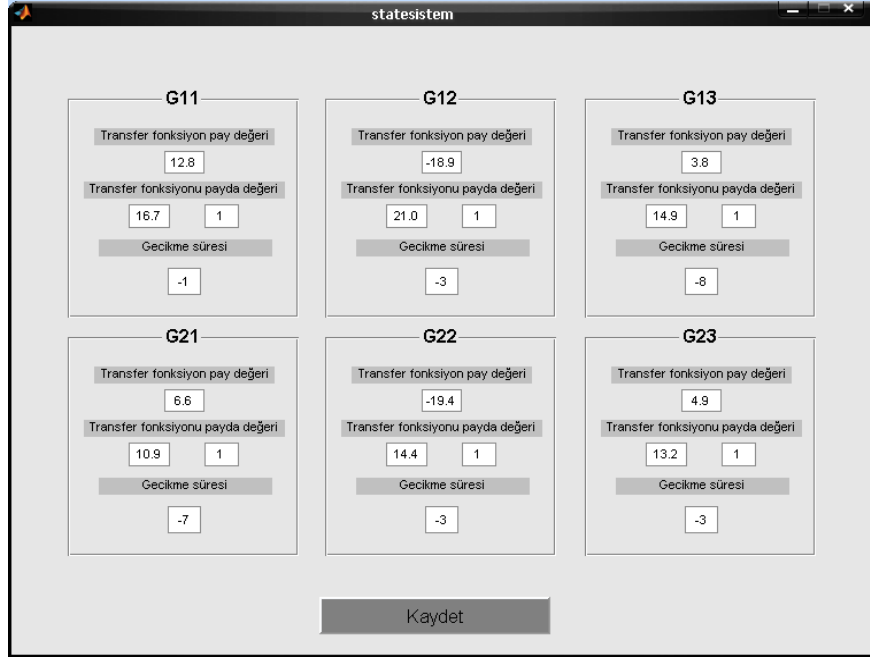 statesistem
G11 G12 G13
Transfer fonksiyon pay değeri Transfer fonksiyon pay değeri Transfer fonksiyon pay değeri
12.8 -18.9 3.8
Transfer fonksiyonu payda değeri Transfer fonksiyonu payda değeri Transfer fonksiyonu payda değeri
16.7 1 21.0 1 14.9 1
Gecikme süresi Gecikme süresi Gecikme süresi
-1 -3 -8
G21 G22 G23
Transfer fonksiyon pay değeri Transfer fonksiyon pay değeri Transfer fonksiyon pay değeri
6.6 -19.4 4.9
Transfer fonksiyonu payda değeri Transfer fonksiyonu payda değeri Transfer fonksiyonu payda değeri
10.9 1 14.4 1 13.2 1
Gecikme süresi Gecikme süresi Gecikme süresi
-7 -3 -3
Kaydet